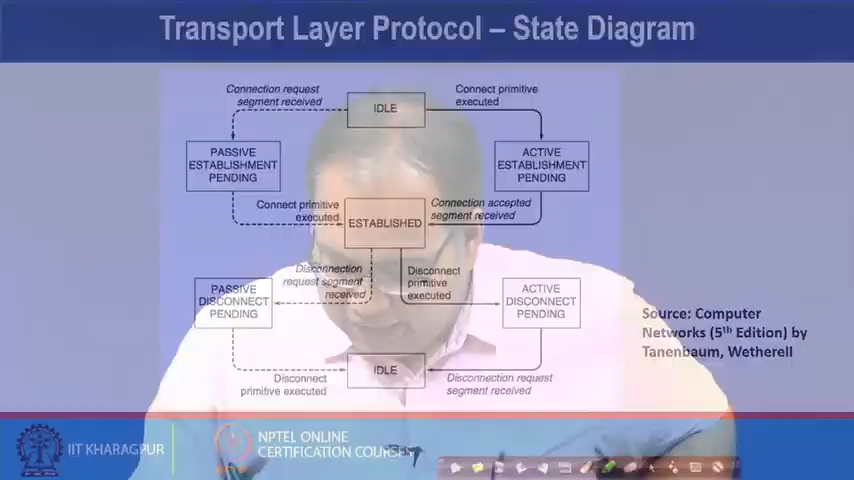 Transport Layer Protocol – State Diagram
Connection request
segment received
IDLE
Connect primitive
executed
PASSIVE
ESTABLISHMENT
PENDING
ACTIVE
ESTABLISHMENT
PENDING
Connect primitive
executed
ESTABLISHED
Connection accepted
segment received
Disconnection
request segment
received
Disconnect
primitive
executed
PASSIVE
DISCONNECT
PENDING
ACTIVE
DISCONNECT
PENDING
Source: Computer
Networks (5th Edition) by
Tanenbaum, Wetherell
IDLE
Disconnect
primitive executed
Disconnection request
segment received
IIT KHARAGPUR
NPTEL ONLINE
CERTIFICATION COURSES